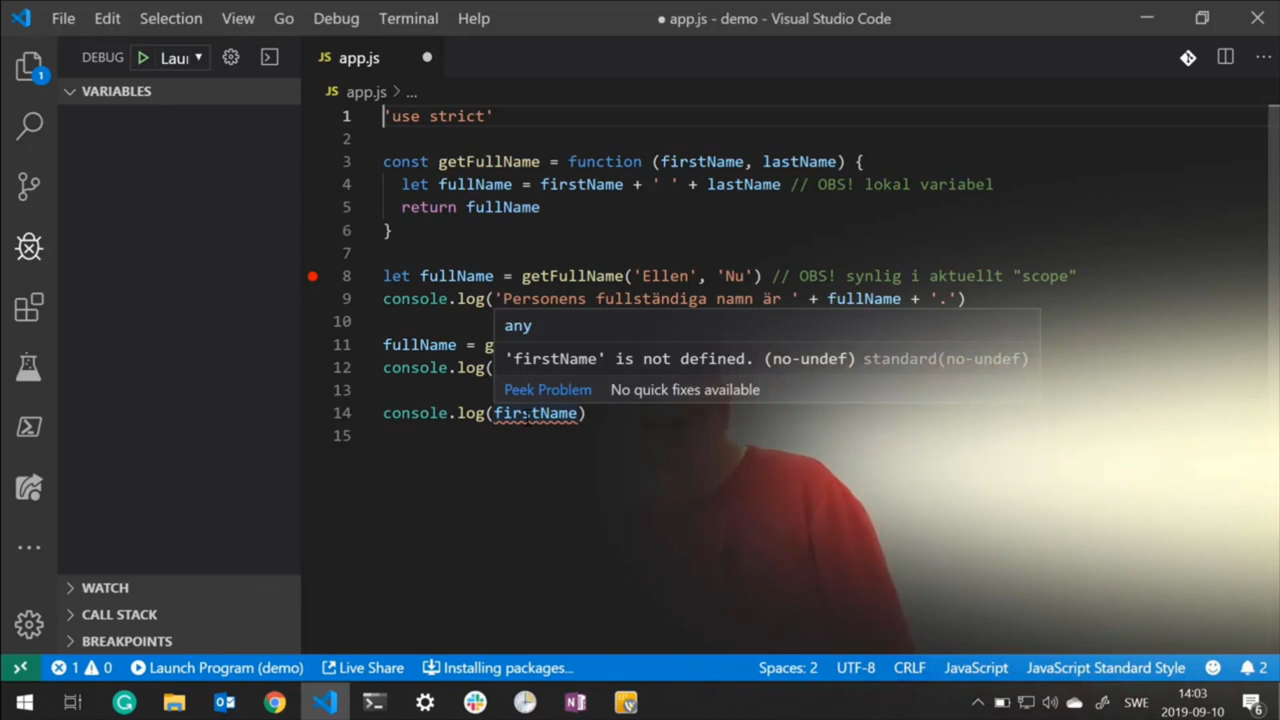 File Edit Selection View Go Debug Terminal Help ● app.js - demo - Visual Studio Code
DEBUG Laun
JS app.js
1
VARIABLES
JS app.js > ...
1 'use strict'
2
3 const getFullName = function (firstName, lastName) {
4 let fullName = firstName + ' ' + lastName // OBS! lokal variabel
5 return fullName
6 }
7
8 let fullName = getFullName('Ellen', 'Nu') // OBS! synlig i aktuellt "scope"
9 console.log('Personens fullständiga namn är ' + fullName + '.')
10
any
11 fullName = g
'firstName' is not defined. (no-undef) standard(no-undef)
12 console.log(
Peek Problem No quick fixes available
13
14 console.log(firstName)
15
WATCH
CALL STACK
BREAKPOINTS
1 0 Launch Program (demo) Live Share Installing packages... Spaces: 2 UTF-8 CRLF JavaScript JavaScript Standard Style 2
SWE
14:03
2019-09-10
6